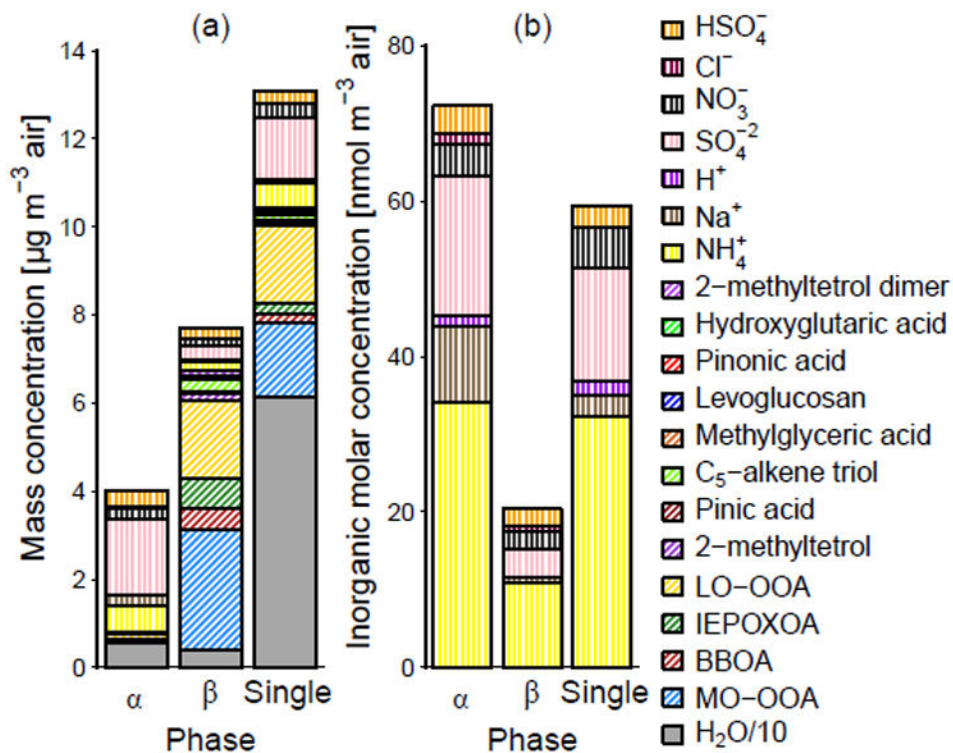 (a)
Mass concentration [µg m⁻³ air]
14
12
10
8
6
4
2
0
α
β
Single
Phase
(b)
Inorganic molar concentration [nmol m⁻³ air]
80
60
40
20
0
α
β
Single
Phase
HSO₄⁻
Cl⁻
NO₃⁻
SO₄⁻²
H⁺
Na⁺
NH₄⁺
2−methyltetrol dimer
Hydroxyglutaric acid
Pinonic acid
Levoglucosan
Methylglyceric acid
C₅−alkene triol
Pinic acid
2−methyltetrol
LO−OOA
IEPOXOA
BBOA
MO−OOA
H₂O/10